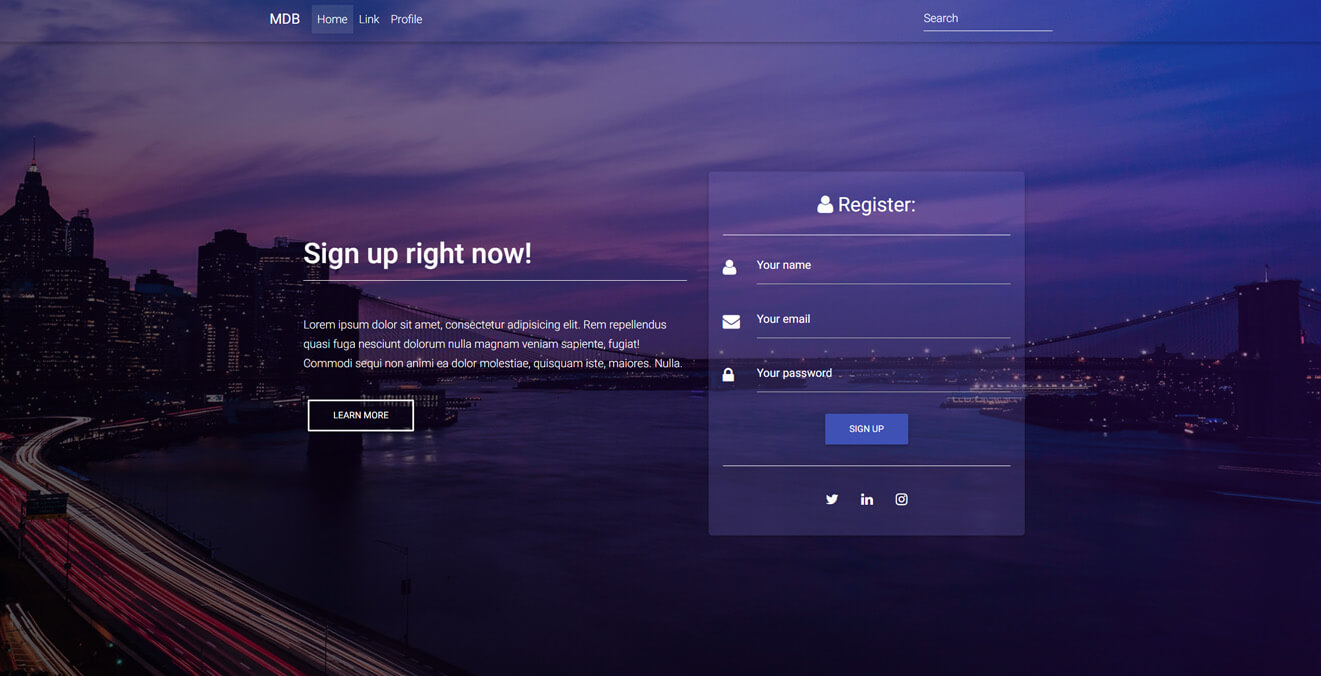 MDB Home Link Profile Search
Sign up right now!
Lorem ipsum dolor sit amet, consectetur adipisicing elit. Rem repellendus
quasi fuga nesciunt dolorum nulla magnam veniam sapiente, fugiat!
Commodi sequi non animi ea dolor molestiae, quisquam iste, maiores. Nulla.
LEARN MORE
Register:
Your name
Your email
Your password
SIGN UP